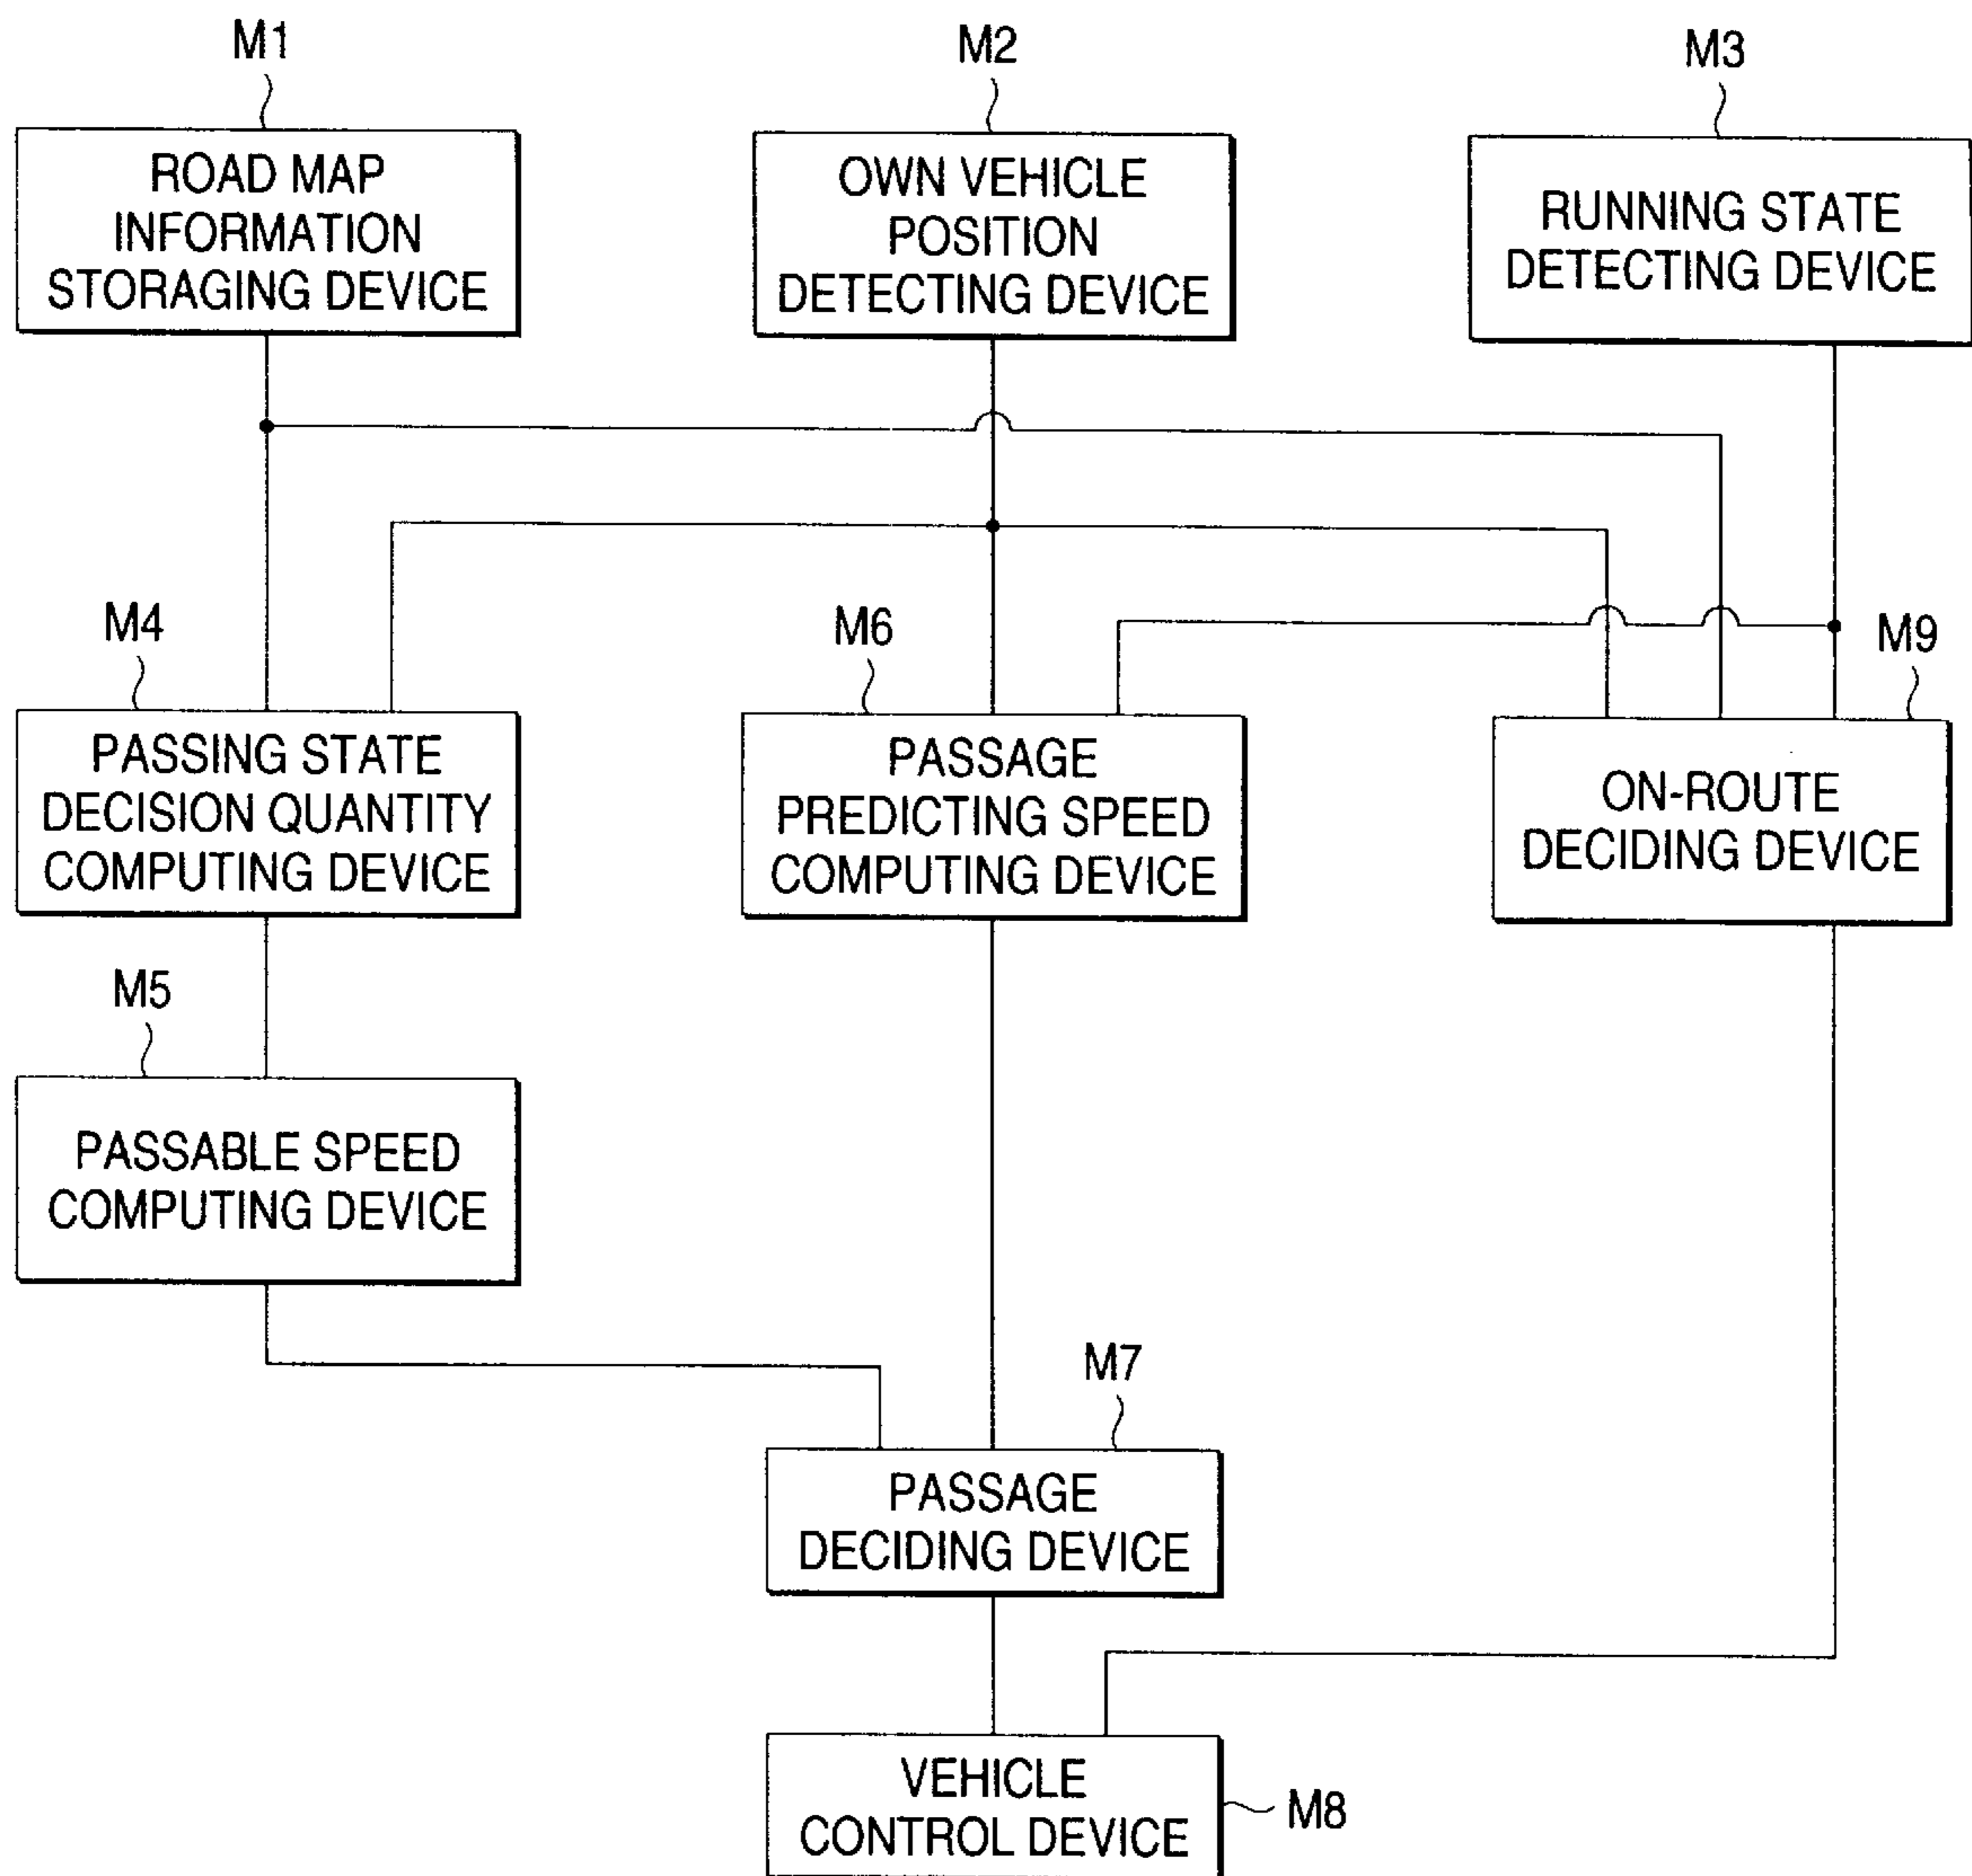 M1
M2
M3
ROAD MAP
INFORMATION
STORAGING DEVICE
OWN VEHICLE
POSITION
DETECTING DEVICE
RUNNING STATE
DETECTING DEVICE
M4
M6
M9
PASSING STATE
DECISION QUANTITY
COMPUTING DEVICE
PASSAGE
PREDICTING SPEED
COMPUTING DEVICE
ON-ROUTE
DECIDING DEVICE
M5
PASSABLE SPEED
COMPUTING DEVICE
M7
PASSAGE
DECIDING DEVICE
VEHICLE
CONTROL DEVICE
M8